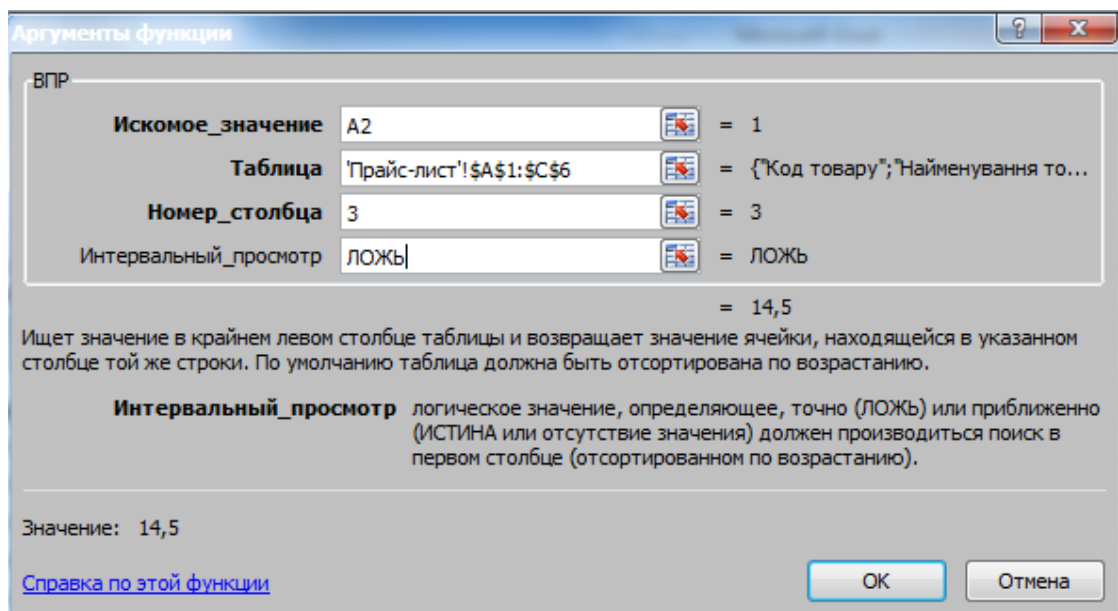 Аргументы функции
ВПР
Искомое_значение A2 = 1
Таблица 'Прайс-лист'!$A$1:$C$6 = {"Код товару";"Найменування то...
Номер_столбца 3 = 3
Интервальный_просмотр ЛОЖЬ = ЛОЖЬ
= 14,5
Ищет значение в крайнем левом столбце таблицы и возвращает значение ячейки, находящейся в указанном
столбце той же строки. По умолчанию таблица должна быть отсортирована по возрастанию.
Интервальный_просмотр логическое значение, определяющее, точно (ЛОЖЬ) или приближенно
(ИСТИНА или отсутствие значения) должен производиться поиск в
первом столбце (отсортированном по возрастанию).
Значение: 14,5
Справка по этой функции
ОК
Отмена